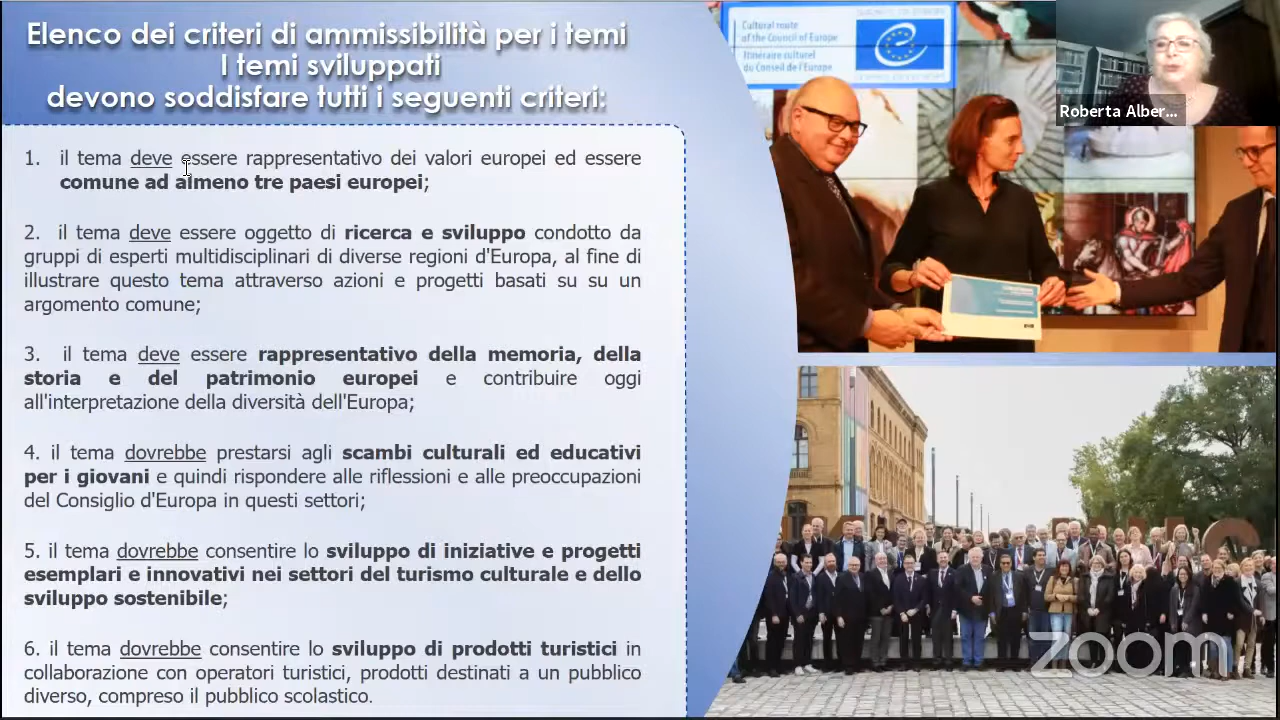 Elenco dei criteri di ammissibilità per i temi
I temi sviluppati
devono soddisfare tutti i seguenti criteri:
1. il tema deve essere rappresentativo dei valori europei ed essere
comune ad almeno tre paesi europei;
2. il tema deve essere oggetto di ricerca e sviluppo condotto da
gruppi di esperti multidisciplinari di diverse regioni d'Europa, al fine di
illustrare questo tema attraverso azioni e progetti basati su su un
argomento comune;
3. il tema deve essere rappresentativo della memoria, della
storia e del patrimonio europei e contribuire oggi
all'interpretazione della diversità dell'Europa;
4. il tema dovrebbe prestarsi agli scambi culturali ed educativi
per i giovani e quindi rispondere alle riflessioni e alle preoccupazioni
del Consiglio d'Europa in questi settori;
5. il tema dovrebbe consentire lo sviluppo di iniziative e progetti
esemplari e innovativi nei settori del turismo culturale e dello
sviluppo sostenibile;
6. il tema dovrebbe consentire lo sviluppo di prodotti turistici in
collaborazione con operatori turistici, prodotti destinati a un pubblico
diverso, compreso il pubblico scolastico.
Cultural route
of the Council of Europe
Itinéraire culturel
du Conseil de l'Europe
Roberta Alber...
zoom